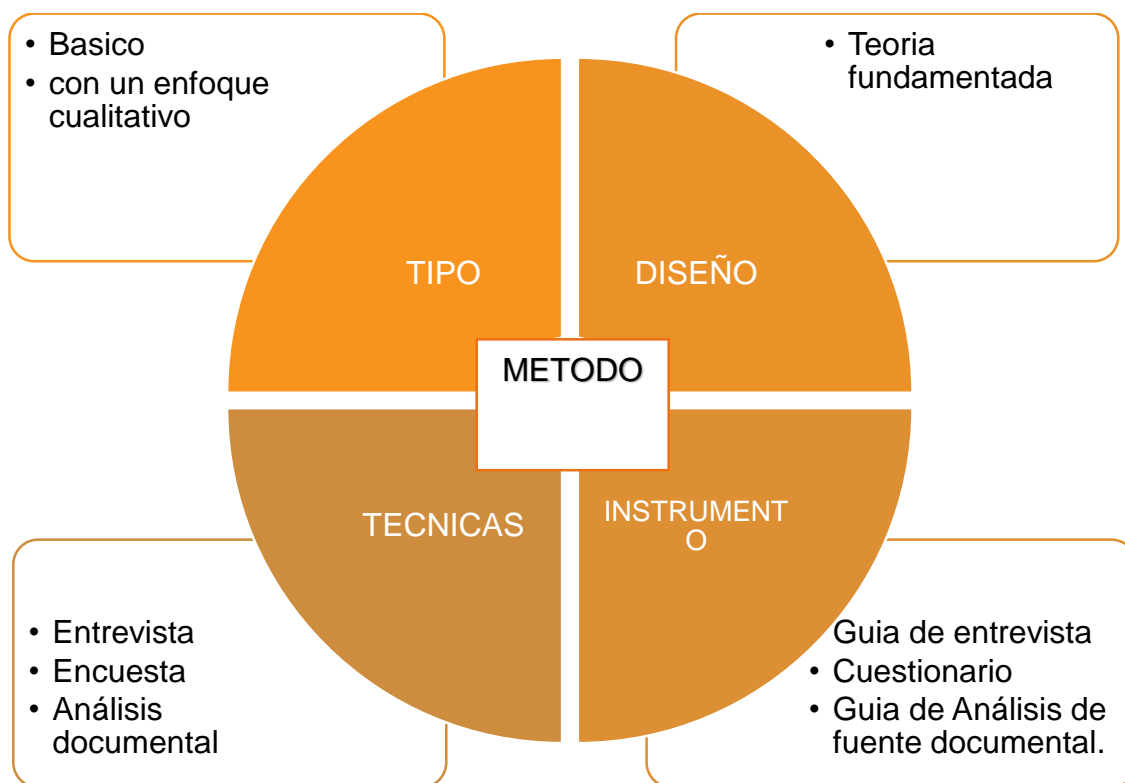 • Basico
• con un enfoque
cualitativo
• Teoria
fundamentada
TIPO
DISEÑO
METODO
TECNICAS
INSTRUMENT
O
• Entrevista
• Encuesta
• Análisis
documental
Guia de entrevista
• Cuestionario
• Guia de Análisis de
fuente documental.